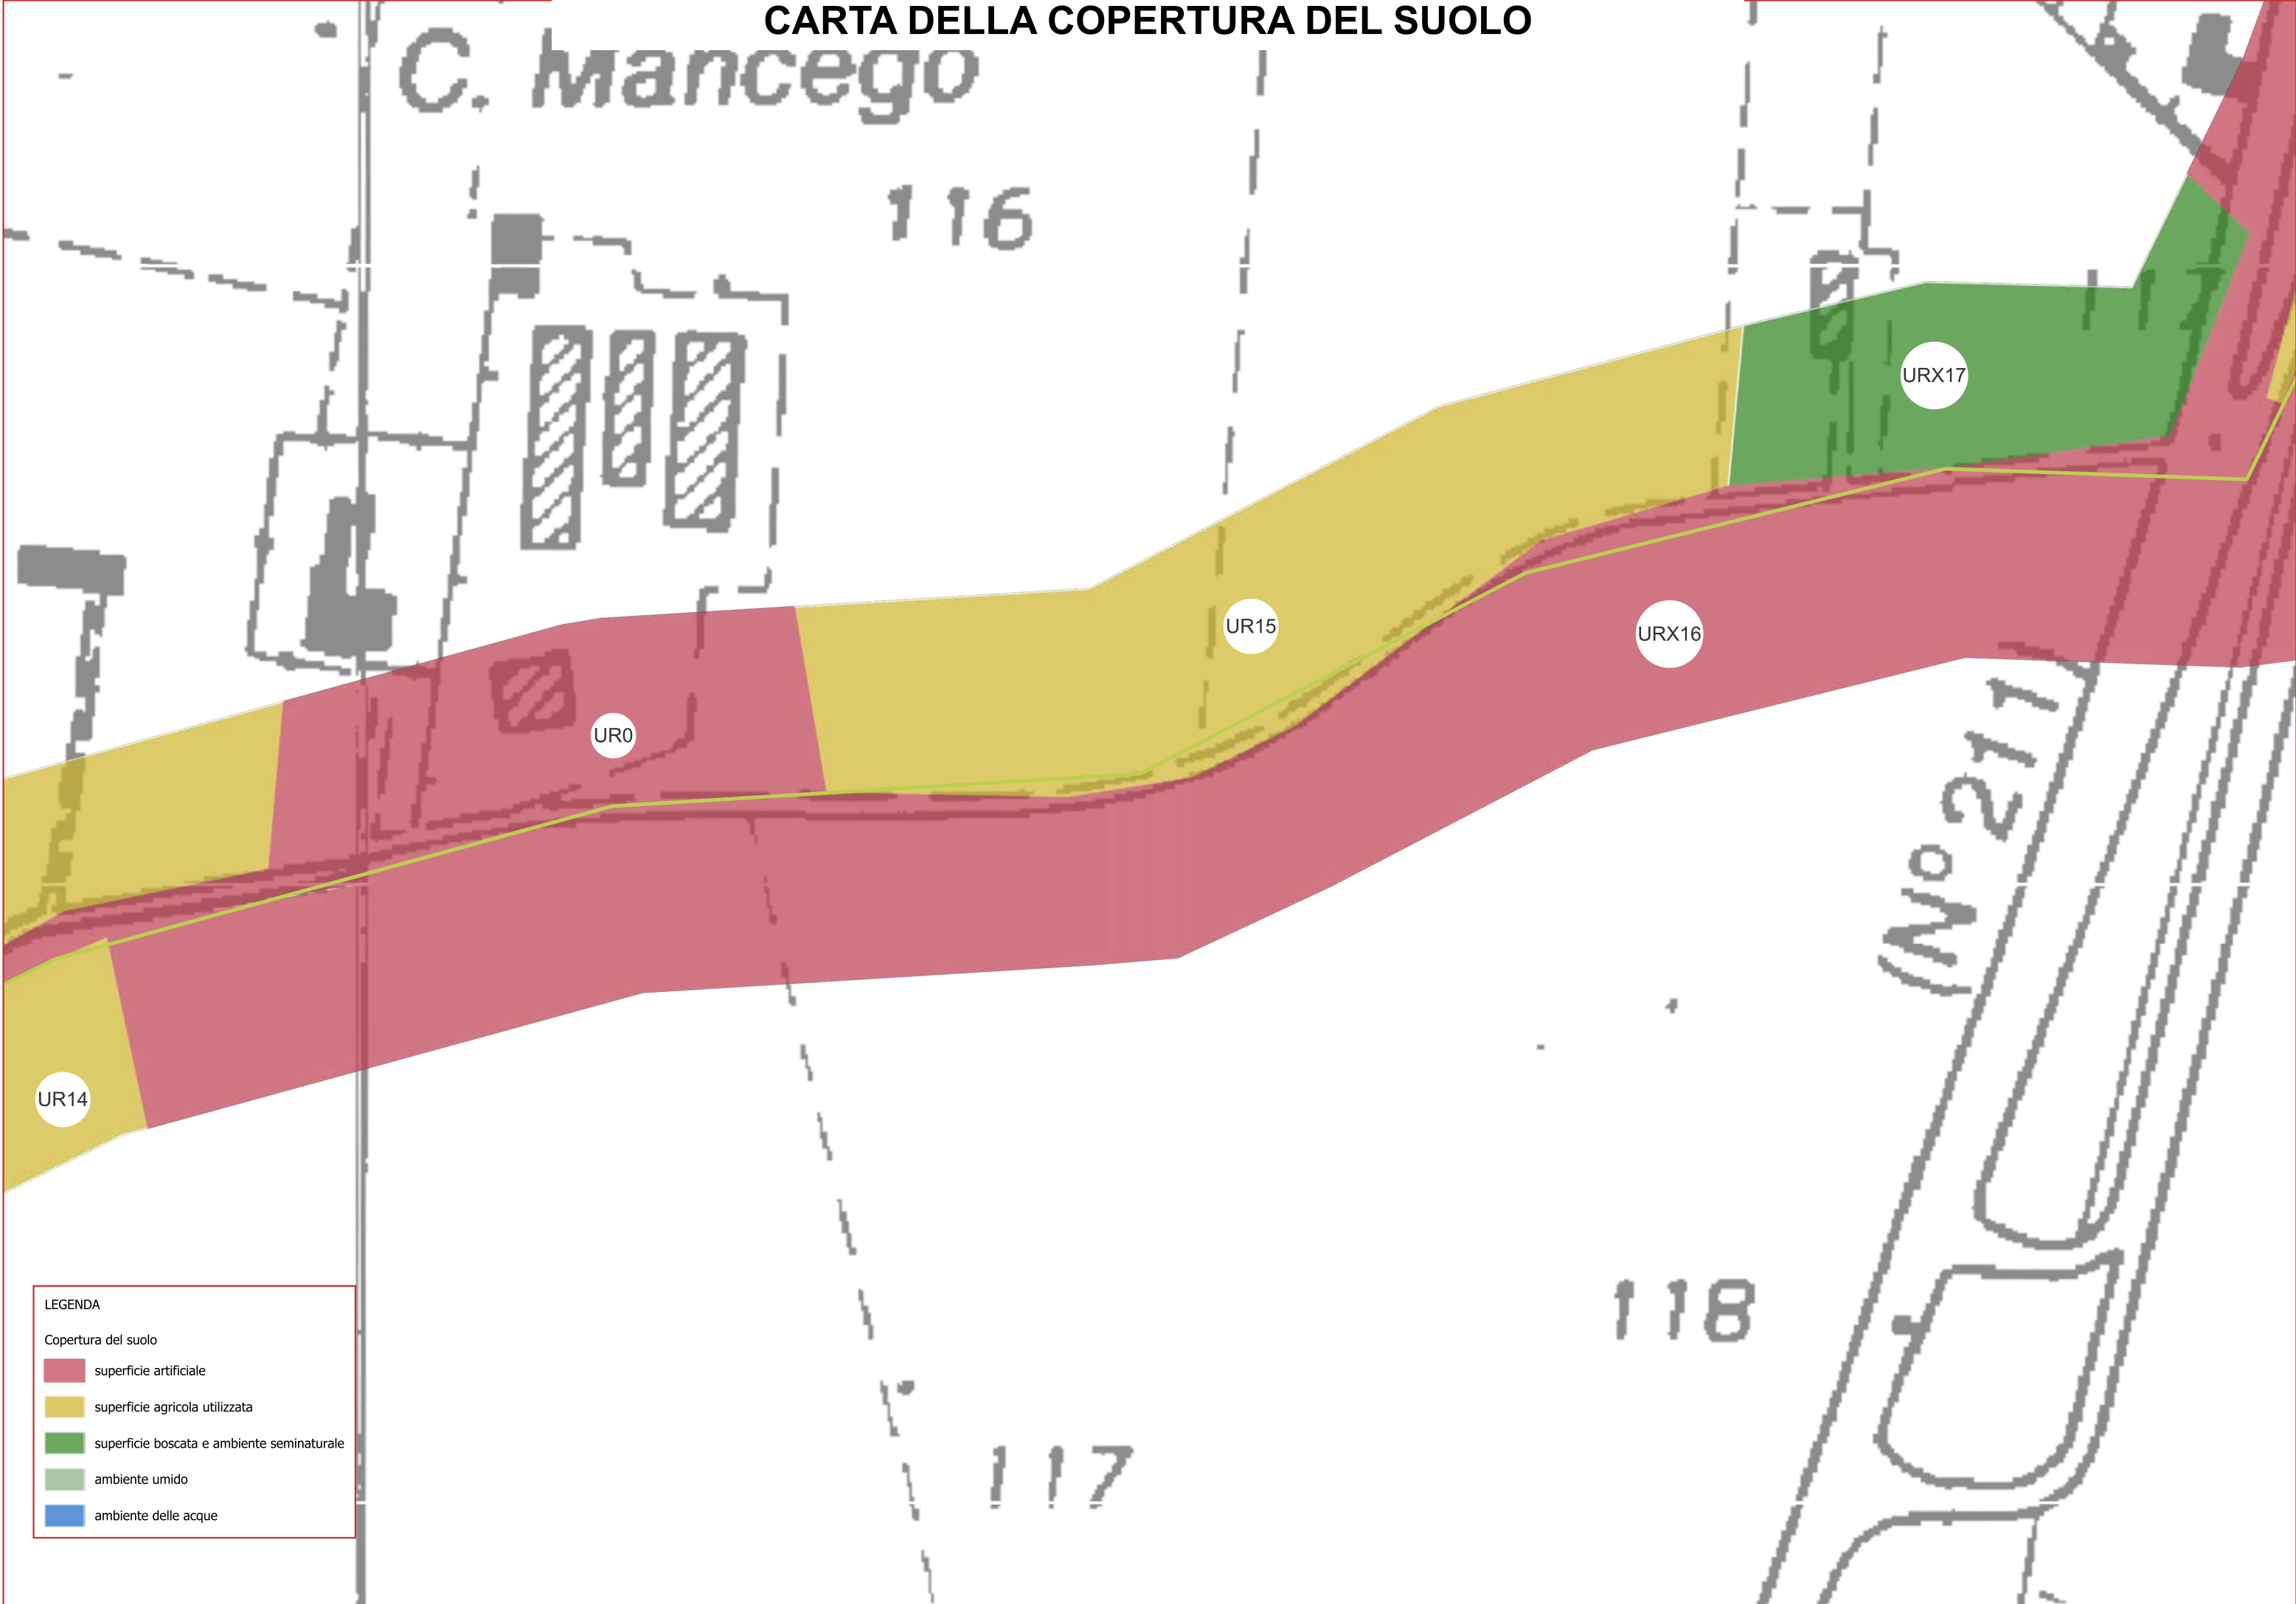 CARTA DELLA COPERTURA DEL SUOLO
C. Mancego
116
URX17
UR15
URX16
UR0
(N° 211)
UR14
118
117
LEGENDA
Copertura del suolo
superficie artificiale
superficie agricola utilizzata
superficie boscata e ambiente seminaturale
ambiente umido
ambiente delle acque